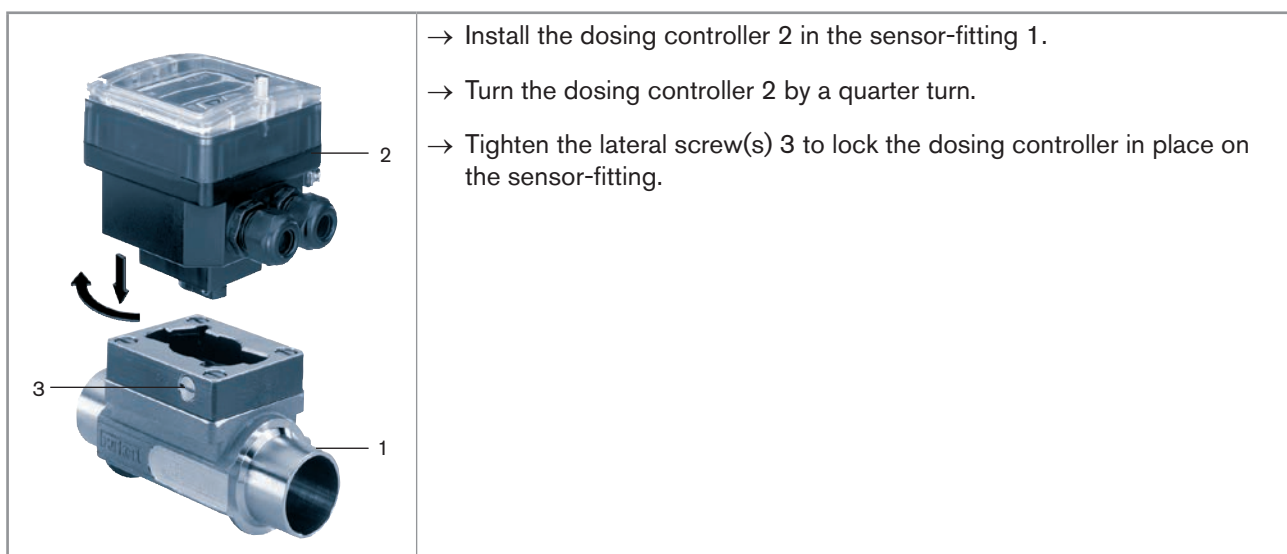 → Install the dosing controller 2 in the sensor-fitting 1.
→ Turn the dosing controller 2 by a quarter turn.
→ Tighten the lateral screw(s) 3 to lock the dosing controller in place on
the sensor-fitting.
2
3
1
burkert